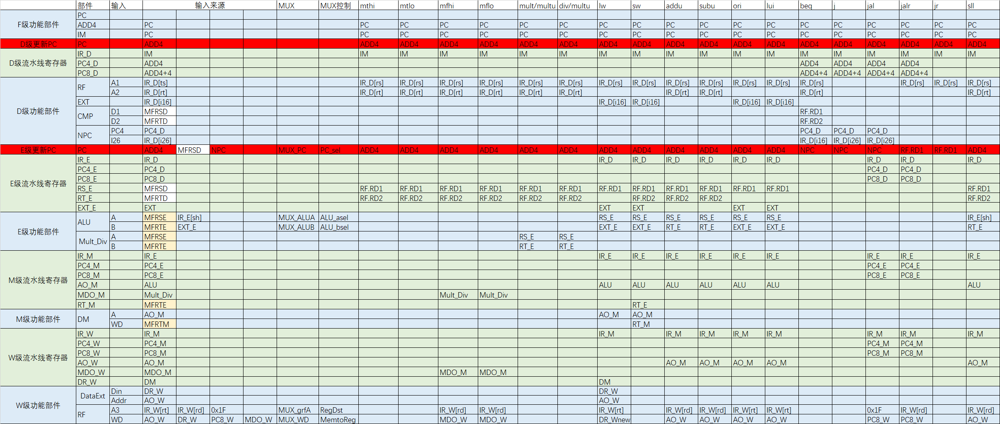 部件 输入 输入来源 MUX MUX控制 mthi mtlo mfhi mflo mult/multu div/multu lw sw addu subu ori lui beq j jal jalr jr sll
F级功能部件 PC
ADD4 PC PC PC PC PC PC PC PC PC PC PC PC PC PC PC PC PC PC PC
IM PC PC PC PC PC PC PC PC PC PC PC PC PC PC PC PC PC PC PC
D级更新PC PC ADD4 ADD4 ADD4 ADD4 ADD4 ADD4 ADD4 ADD4 ADD4 ADD4 ADD4 ADD4 ADD4 ADD4 ADD4 ADD4 ADD4 ADD4 ADD4
D级流水线寄存器 IR_D IM IM IM IM IM IM IM IM IM IM IM IM IM IM IM IM IM IM IM
PC4_D ADD4 ADD4 ADD4 ADD4 ADD4
PC8_D ADD4+4 ADD4+4 ADD4+4 ADD4+4 ADD4+4
D级功能部件 RF A1 IR_D[ts] IR_D[rs] IR_D[rs] IR_D[rs] IR_D[rs] IR_D[rs] IR_D[rs] IR_D[rs] IR_D[rs] IR_D[rs] IR_D[rs] IR_D[rs] IR_D[rs] IR_D[rs] IR_D[rs] IR_D[rs] IR_D[rs]
A2 IR_D[rt] IR_D[rt] IR_D[rt] IR_D[rt] IR_D[rt] IR_D[rt] IR_D[rt] IR_D[rt] IR_D[rt] IR_D[rt] IR_D[rt]
EXT IR_D[i16] IR_D[i16] IR_D[i16] IR_D[i16] IR_D[i16]
CMP D1 MFRSD RF.RD1
D2 MFRTD RF.RD2
NPC PC4 PC4_D PC4_D PC4_D PC4_D
I26 IR_D[i26] IR_D[i16] IR_D[i26] IR_D[i26]
E级更新PC PC ADD4 MFRSD NPC MUX_PC PC_sel ADD4 ADD4 ADD4 ADD4 ADD4 ADD4 ADD4 ADD4 ADD4 ADD4 ADD4 ADD4 NPC NPC NPC RF.RD1 RF.RD1 ADD4
E级流水线寄存器 IR_E IR_D IR_D IR_D IR_D IR_D IR_D IR_D IR_D IR_D IR_D
PC4_E PC4_D PC4_D PC4_D
PC8_E PC8_D PC8_D PC8_D
RS_E MFRSD RF.RD1 RF.RD1 RF.RD1 RF.RD1 RF.RD1 RF.RD1 RF.RD1 RF.RD1 RF.RD1 RF.RD1 RF.RD1 RF.RD1 RF.RD1
RT_E MFRTD RF.RD2 RF.RD2 RF.RD2 RF.RD2 RF.RD2 RF.RD2 RF.RD2 RF.RD2 RF.RD2 RF.RD2
EXT_E EXT EXT EXT EXT EXT
E级功能部件 ALU A MFRSE IR_E[sh] MUX_ALUA ALU_asel RS_E RS_E RS_E RS_E RS_E RS_E IR_E[sh]
B MFRTE EXT_E MUX_ALUB ALU_bsel EXT_E EXT_E RT_E RT_E EXT_E EXT_E RT_E
Mult_Div A MFRSE RS_E RS_E
B MFRTE RT_E RT_E
M级流水线寄存器 IR_M IR_E IR_E IR_E IR_E IR_E IR_E IR_E IR_E IR_E IR_E
PC4_M PC4_E PC4_E PC4_E
PC8_M PC8_E PC8_E PC8_E
AO_M ALU ALU ALU ALU ALU ALU ALU ALU
MDO_M Mult_Div Mult_Div Mult_Div
RT_M MFRTE RT_E
M级功能部件 DM A AO_M AO_M AO_M
WD MFRTM RT_M
W级流水线寄存器 IR_W IR_M IR_M IR_M IR_M IR_M IR_M IR_M IR_M IR_M
PC4_W PC4_M PC4_M PC4_M
PC8_W PC8_M PC8_M PC8_M
AO_W AO_M AO_M AO_M AO_M AO_M AO_M
MDO_W MDO_M MDO_M MDO_M
DR_W DM DM
W级功能部件 DataExt Din DR_W DR_W
Addr AO_W AO_W
RF A3 IR_W[rt] IR_W[rd] 0x1F MUX_grfA RegDst IR_W[rd] IR_W[rd] IR_W[rt] IR_W[rd] IR_W[rd] IR_W[rt] IR_W[rt] 0x1F IR_W[rd] IR_W[rd]
WD AO_W DR_W PC8_W MDO_W MUX_WD MemtoReg MDO_W MDO_W DR_Wnew AO_W AO_W AO_W AO_W PC8_W PC8_W AO_W